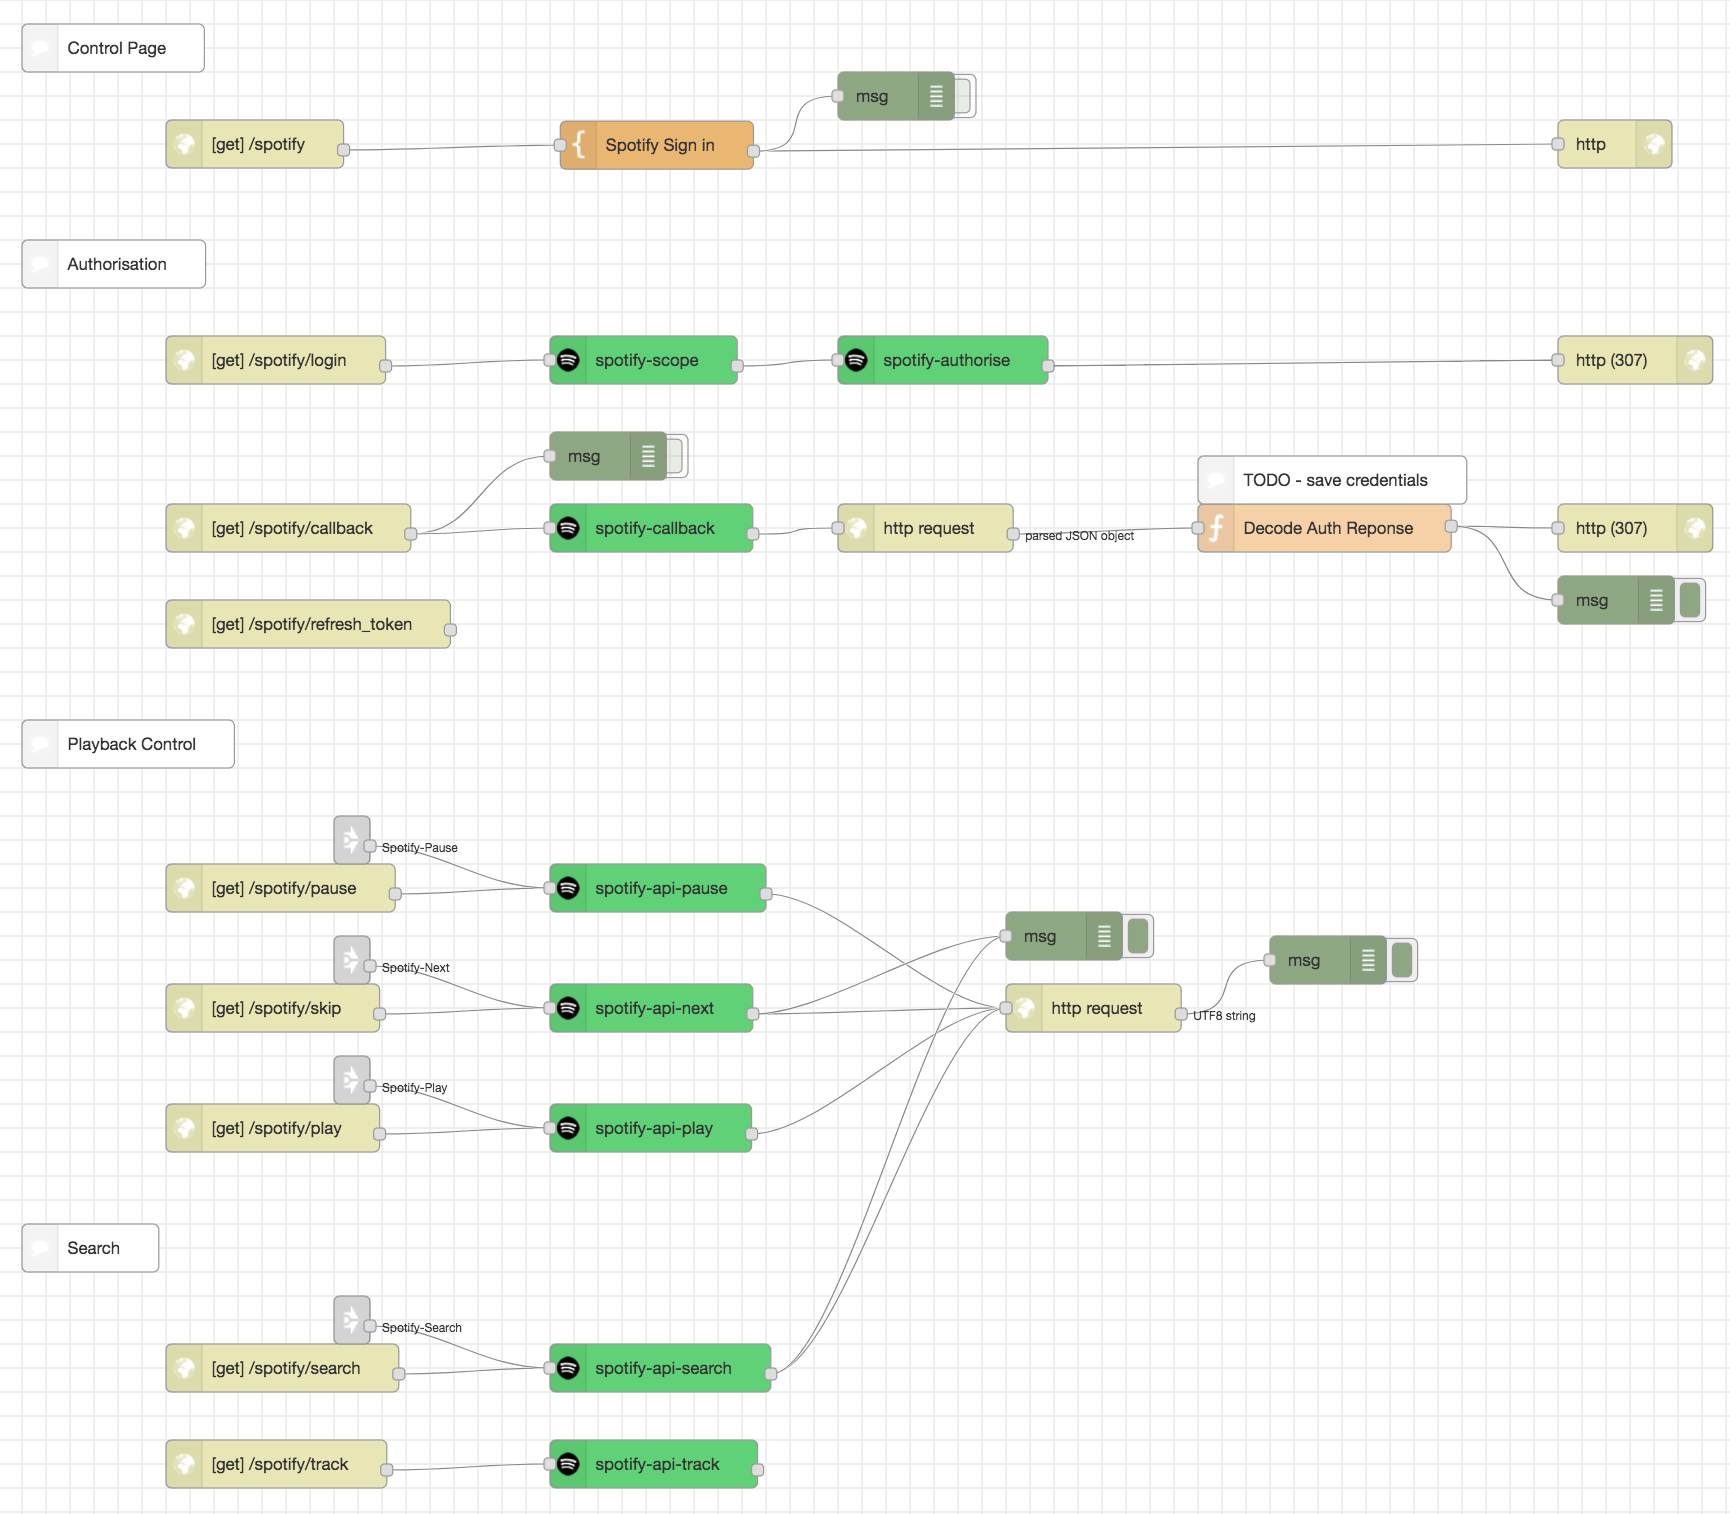 Control Page
msg
[get] /spotify
Spotify Sign in
http
Authorisation
[get] /spotify/login
spotify-scope
spotify-authorise
http (307)
msg
TODO - save credentials
[get] /spotify/callback
spotify-callback
http request
parsed JSON object
Decode Auth Reponse
http (307)
msg
[get] /spotify/refresh_token
Playback Control
Spotify-Pause
[get] /spotify/pause
spotify-api-pause
msg
msg
Spotify-Next
[get] /spotify/skip
spotify-api-next
http request
UTF8 string
Spotify-Play
[get] /spotify/play
spotify-api-play
Search
Spotify-Search
[get] /spotify/search
spotify-api-search
[get] /spotify/track
spotify-api-track